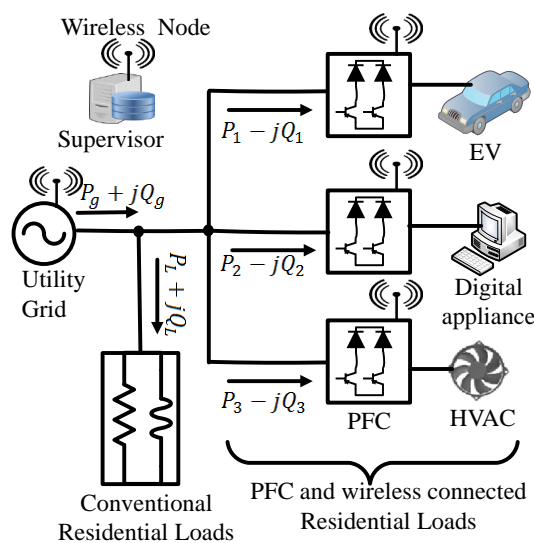 Wireless Node
Supervisor
P_g + jQ_g
Utility
Grid
P_L + jQ_L
Conventional
Residential Loads
P_1 − jQ_1
EV
P_2 − jQ_2
Digital
appliance
P_3 − jQ_3
PFC
HVAC
PFC and wireless connected
Residential Loads